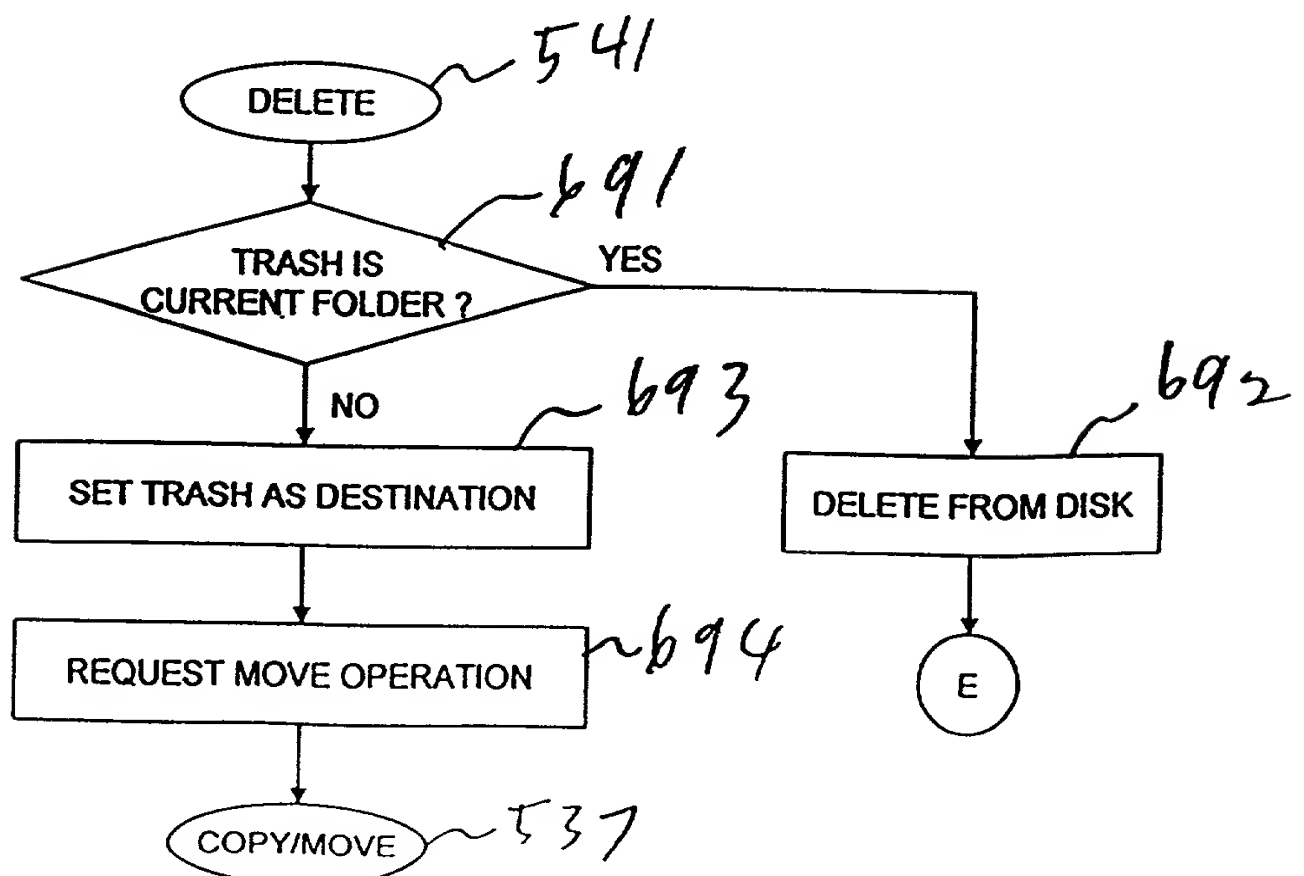 DELETE
541
691
TRASH IS
CURRENT FOLDER ?
YES
NO
693
692
SET TRASH AS DESTINATION
DELETE FROM DISK
REQUEST MOVE OPERATION
694
E
COPY/MOVE
537